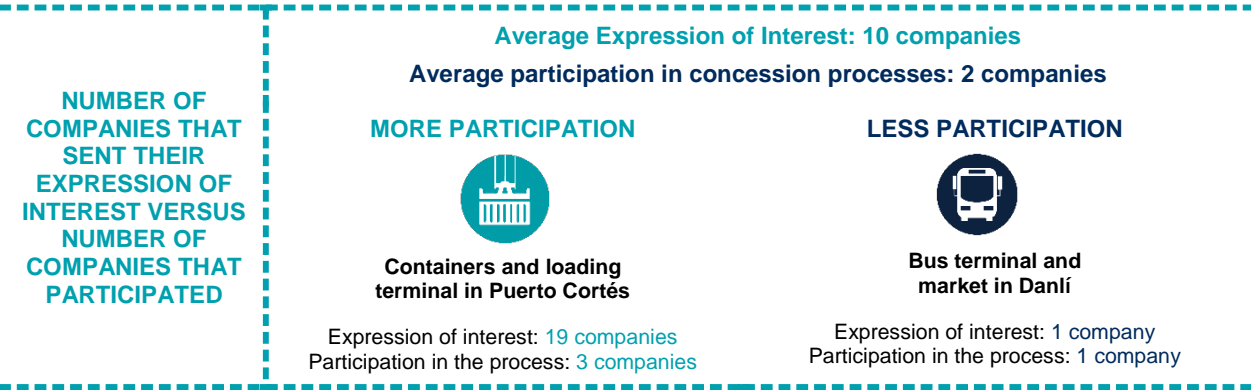 NUMBER OF
COMPANIES THAT
SENT THEIR
EXPRESSION OF
INTEREST VERSUS
NUMBER OF
COMPANIES THAT
PARTICIPATED
Average Expression of Interest: 10 companies
Average participation in concession processes: 2 companies
MORE PARTICIPATION
Containers and loading
terminal in Puerto Cortés
Expression of interest: 19 companies
Participation in the process: 3 companies
LESS PARTICIPATION
Bus terminal and
market in Danlí
Expression of interest: 1 company
Participation in the process: 1 company